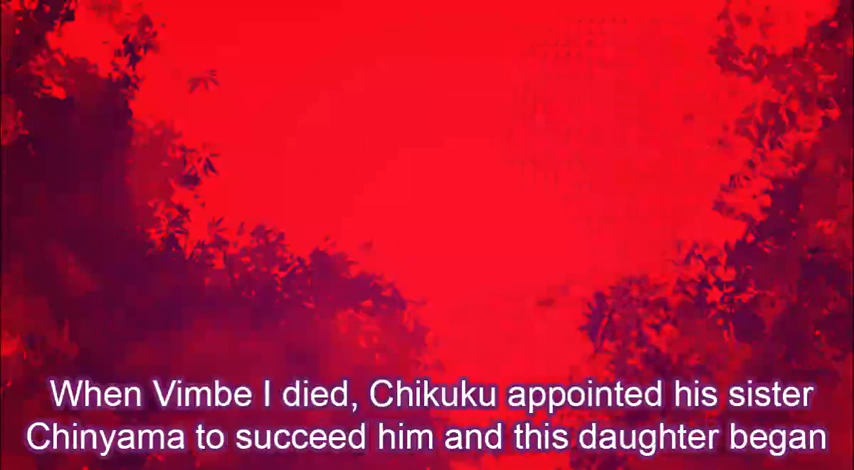 When Vimbe I died, Chikuku appointed his sister
Chinyama to succeed him and this daughter began